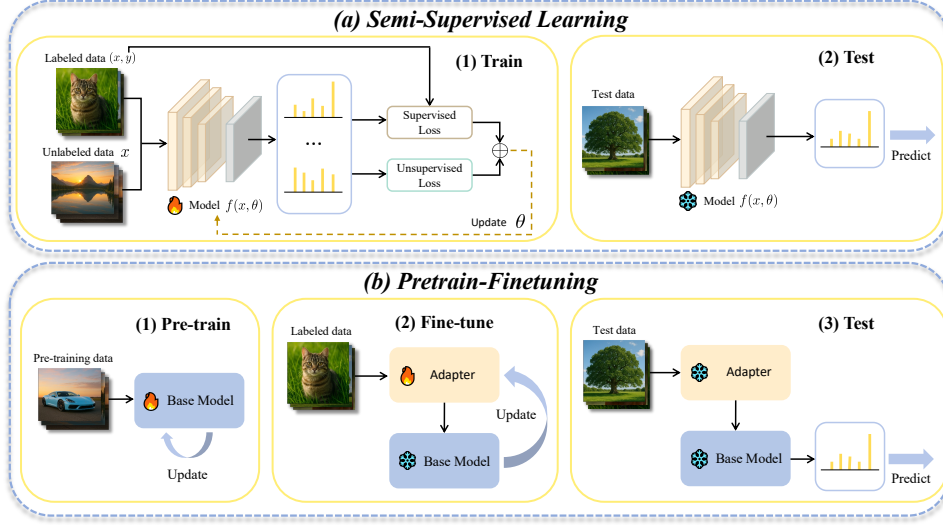 (a) Semi-Supervised Learning
(1) Train
Labeled data (x, y)
Unlabeled data x
Model f(x, θ)
...
Supervised
Loss
Unsupervised
Loss
Update θ
(2) Test
Test data
Model f(x, θ)
Predict
(b) Pretrain-Finetuning
(1) Pre-train
Pre-training data
Base Model
Update
(2) Fine-tune
Labeled data
Adapter
Update
Base Model
(3) Test
Test data
Adapter
Base Model
Predict